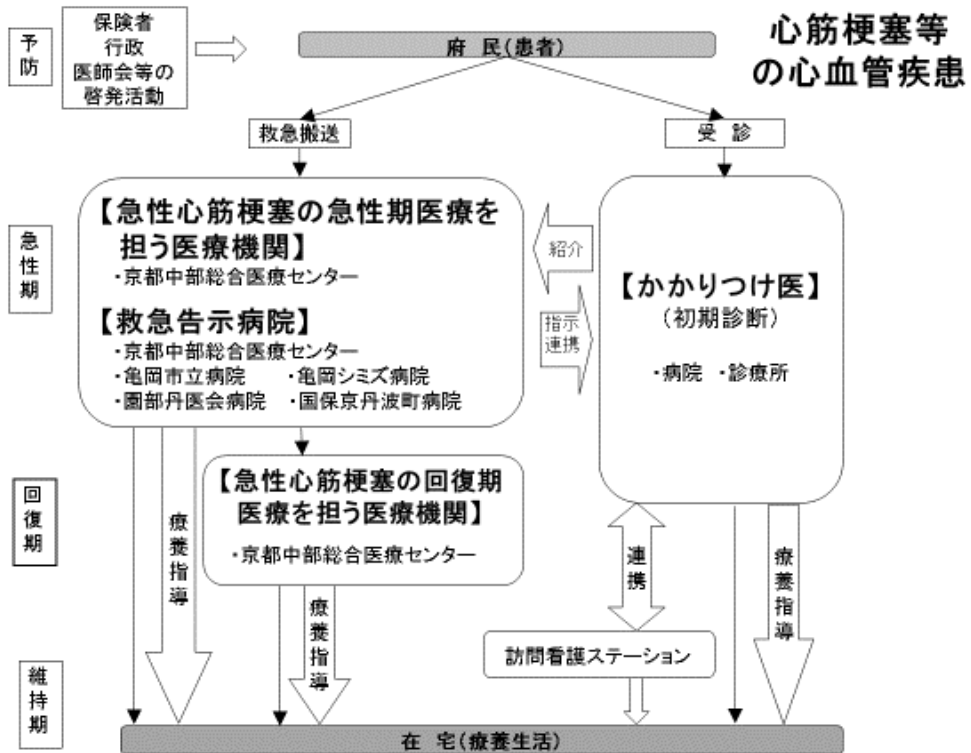 心筋梗塞等
の心血管疾患
予防
保険者
行政
医師会等の
啓発活動
府 民(患者)
救急搬送
受 診
急性期
【急性心筋梗塞の急性期医療を
担う医療機関】
・京都中部総合医療センター
【救急告示病院】
・京都中部総合医療センター
・亀岡市立病院 ・亀岡シミズ病院
・園部丹医会病院 ・国保京丹波町病院
紹介
指示
連携
【かかりつけ医】
(初期診断)
・病院 ・診療所
回復期
療養指導
【急性心筋梗塞の回復期
医療を担う医療機関】
・京都中部総合医療センター
療養指導
連携
療養指導
訪問看護ステーション
維持期
在 宅(療養生活)